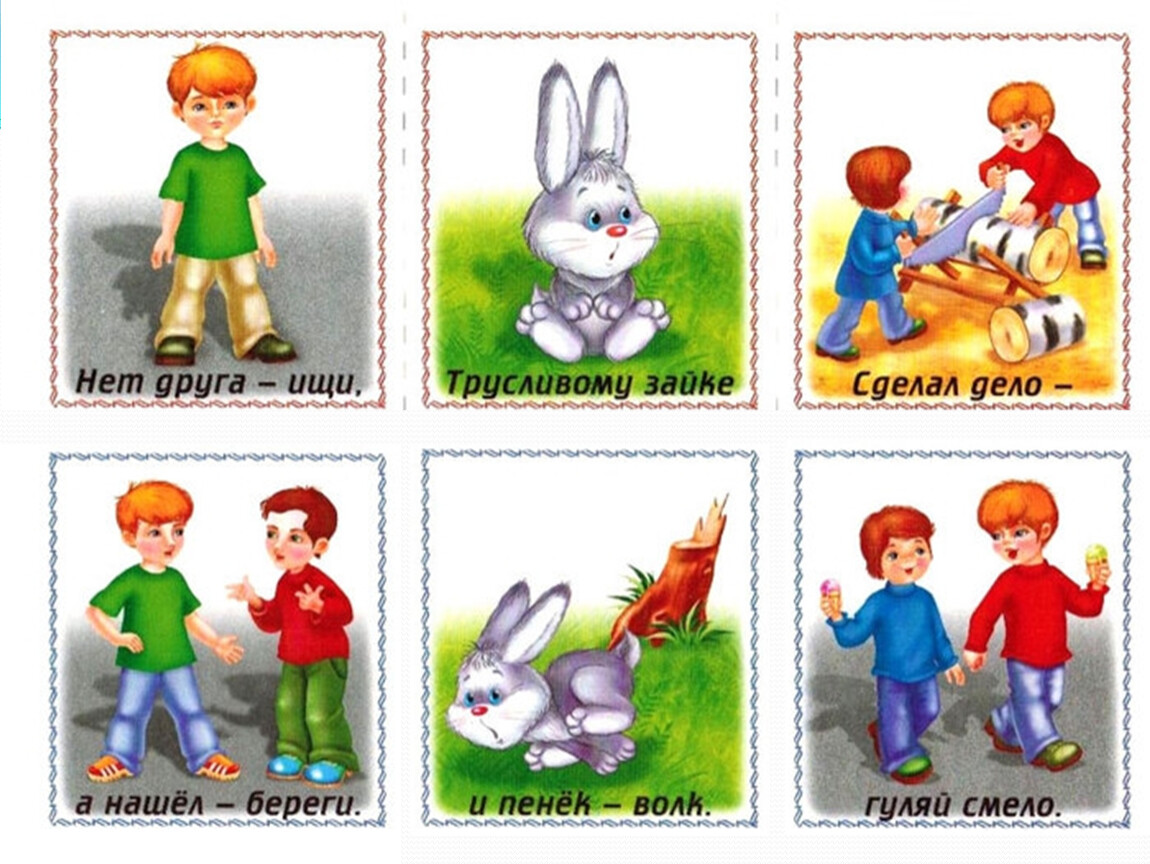 Нет друга – ищи,
Трусливому зайке
Сделал дело –
а нашёл – береги.
и пенёк – волк.
гуляй смело.